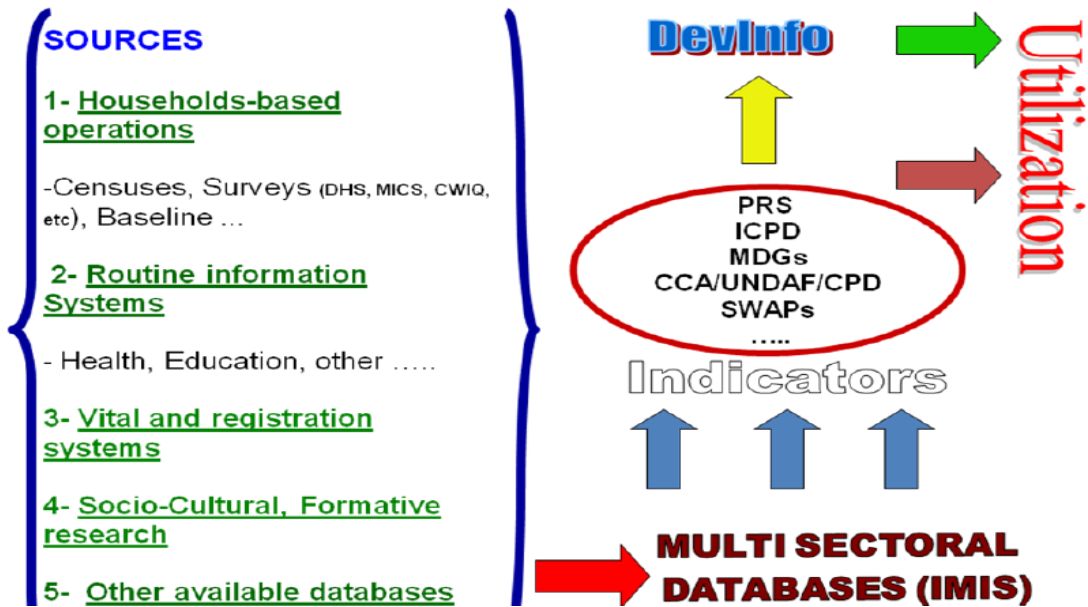 SOURCES
1- Households-based
operations
-Censuses, Surveys (DHS, MICS, CWIQ,
etc), Baseline ...
2- Routine information
Systems
- Health, Education, other .....
3- Vital and registration
systems
4- Socio-Cultural, Formative
research
5- Other available databases
DevInfo
Utilization
PRS
ICPD
MDGs
CCA/UNDAF/CPD
SWAPs
.....
Indicators
MULTI SECTORAL
DATABASES (IMIS)